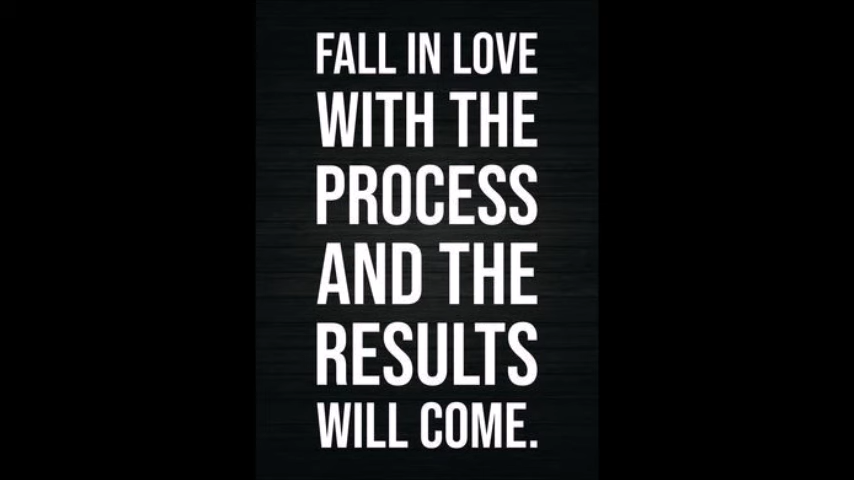 FALL IN LOVE
WITH THE
PROCESS
AND THE
RESULTS
WILL COME.